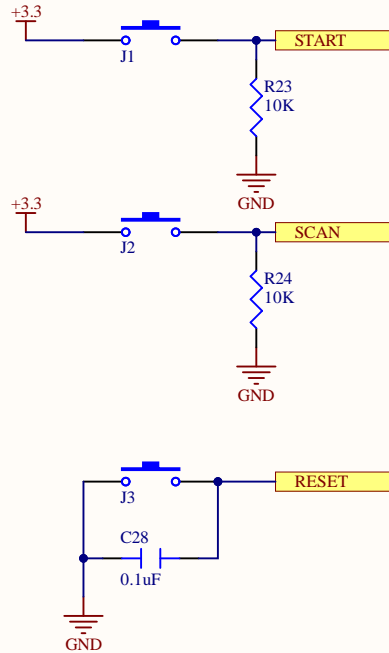 +3.3
J1
START
R23
10K
GND
+3.3
J2
SCAN
R24
10K
GND
J3
RESET
C28
0.1uF
GND